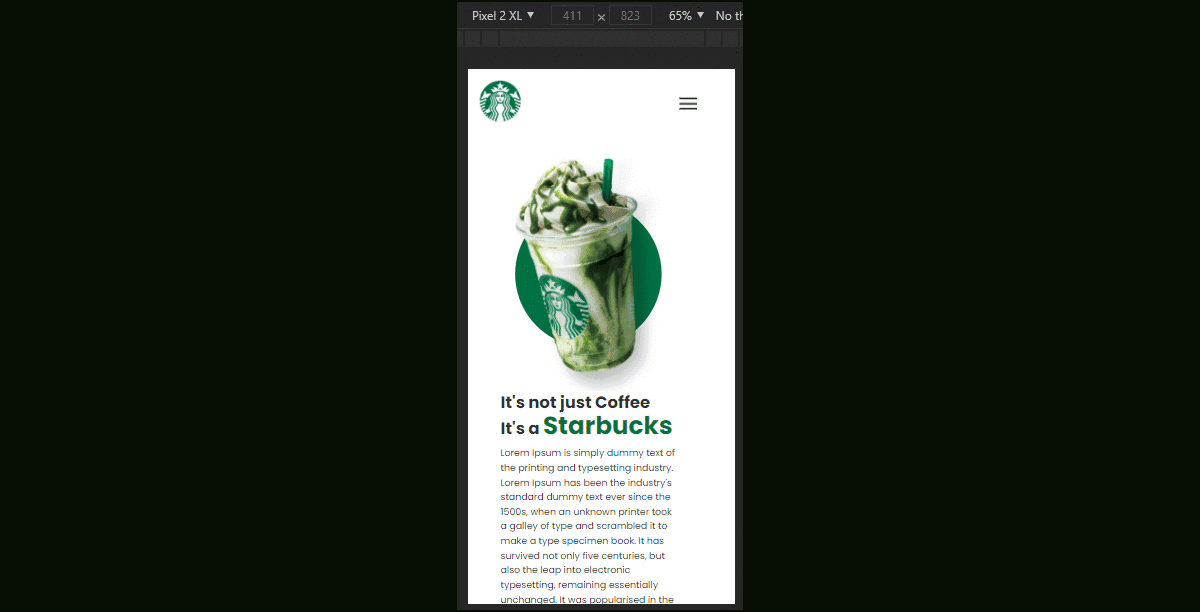 Pixel 2 XL 411 × 823 65% No th
It's not just Coffee
It's a Starbucks
Lorem Ipsum is simply dummy text of
the printing and typesetting industry.
Lorem Ipsum has been the industry's
standard dummy text ever since the
1500s, when an unknown printer took
a galley of type and scrambled it to
make a type specimen book. It has
survived not only five centuries, but
also the leap into electronic
typesetting, remaining essentially
unchanged. It was popularised in the